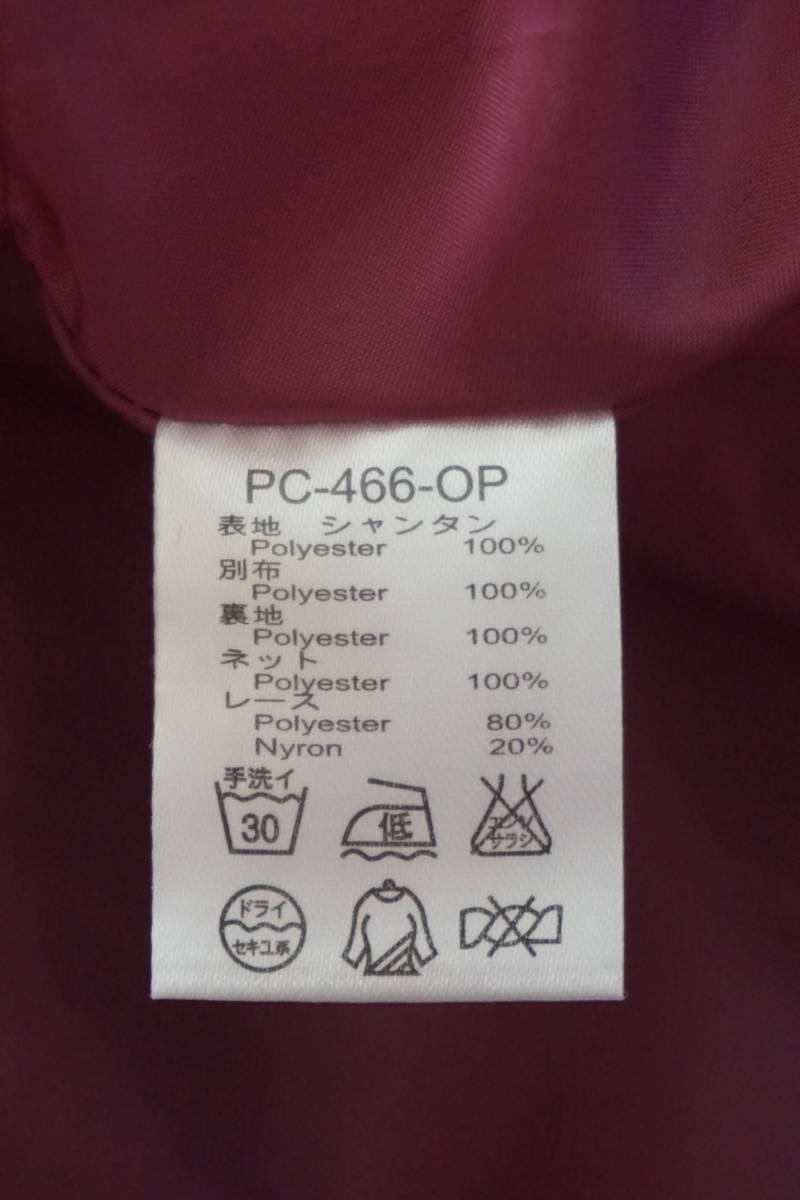 PC-466-OP
表地 シャンタン
Polyester 100%
別布
Polyester 100%
裏地
Polyester 100%
ネット
Polyester 100%
レース
Polyester 80%
Nyron 20%
手洗イ
30
低
エンソ
サラシ
ドライ
セキユ系